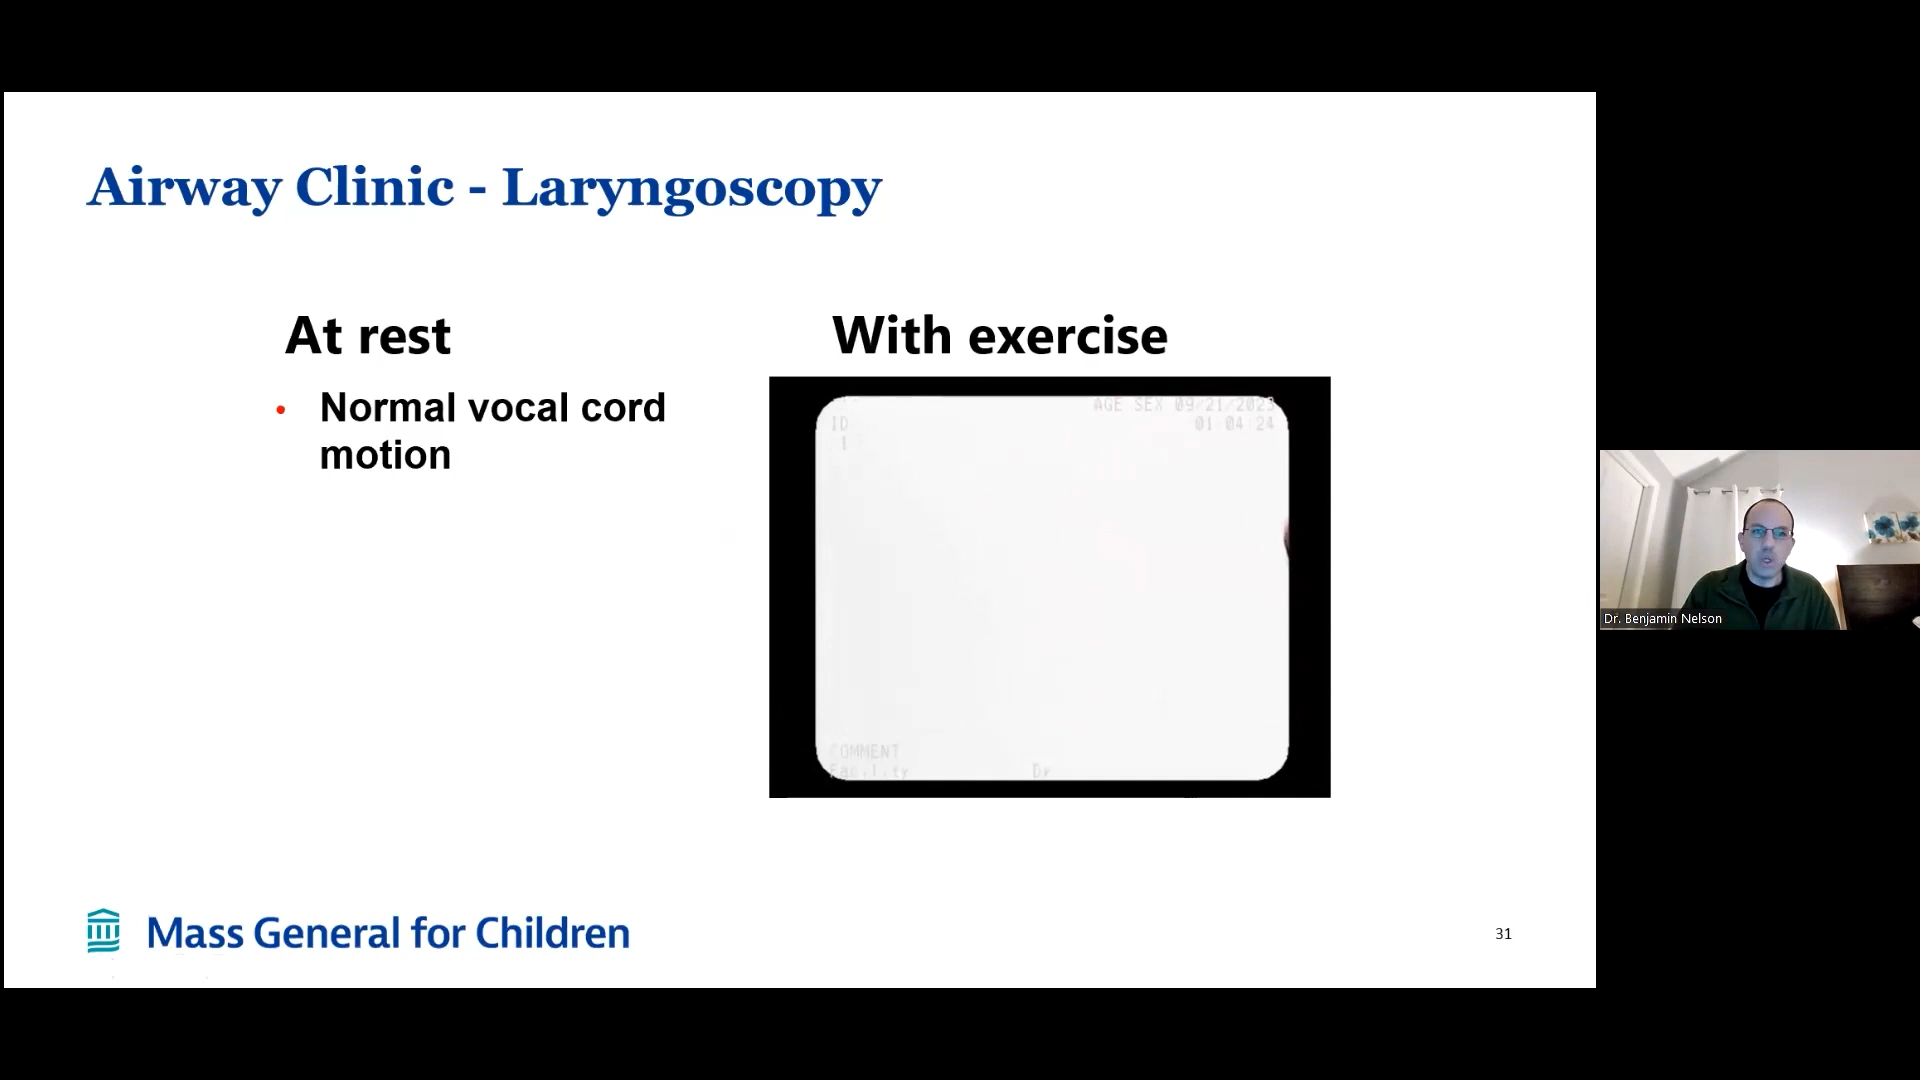 Airway Clinic - Laryngoscopy
At rest
• Normal vocal cord
motion
With exercise
AGE SEX 09/21/2023
ID
01 04 24
1
COMMENT
Facility Dr
Mass General for Children
31
Dr. Benjamin Nelson